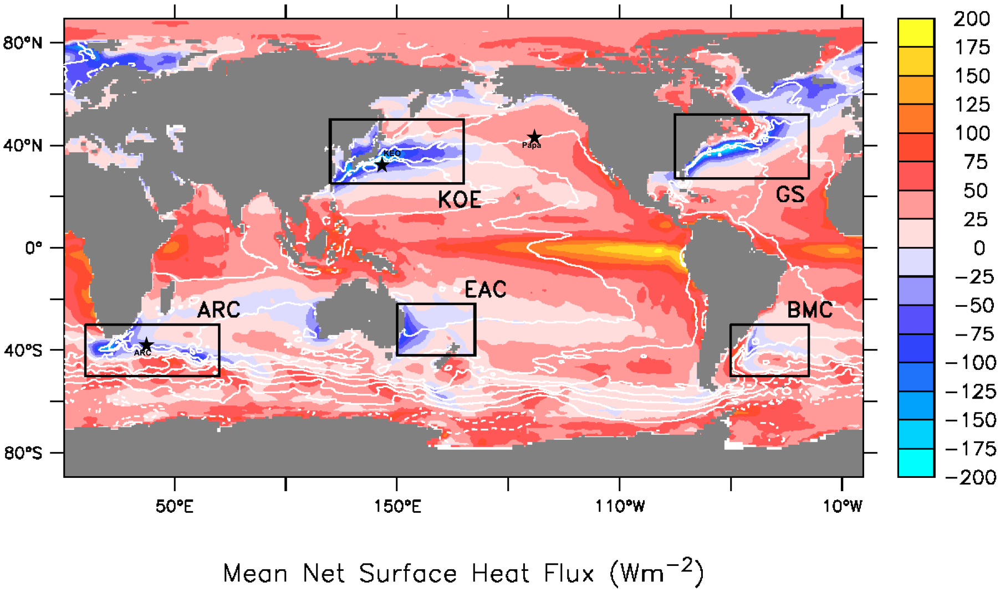 80°N
40°N
0°
40°S
80°S
50°E
150°E
110°W
10°W
KEO
KOE
Papa
GS
EAC
ARC
ARC
BMC
200
175
150
125
100
75
50
25
0
−25
−50
−75
−100
−125
−150
−175
−200
Mean Net Surface Heat Flux (Wm⁻²)